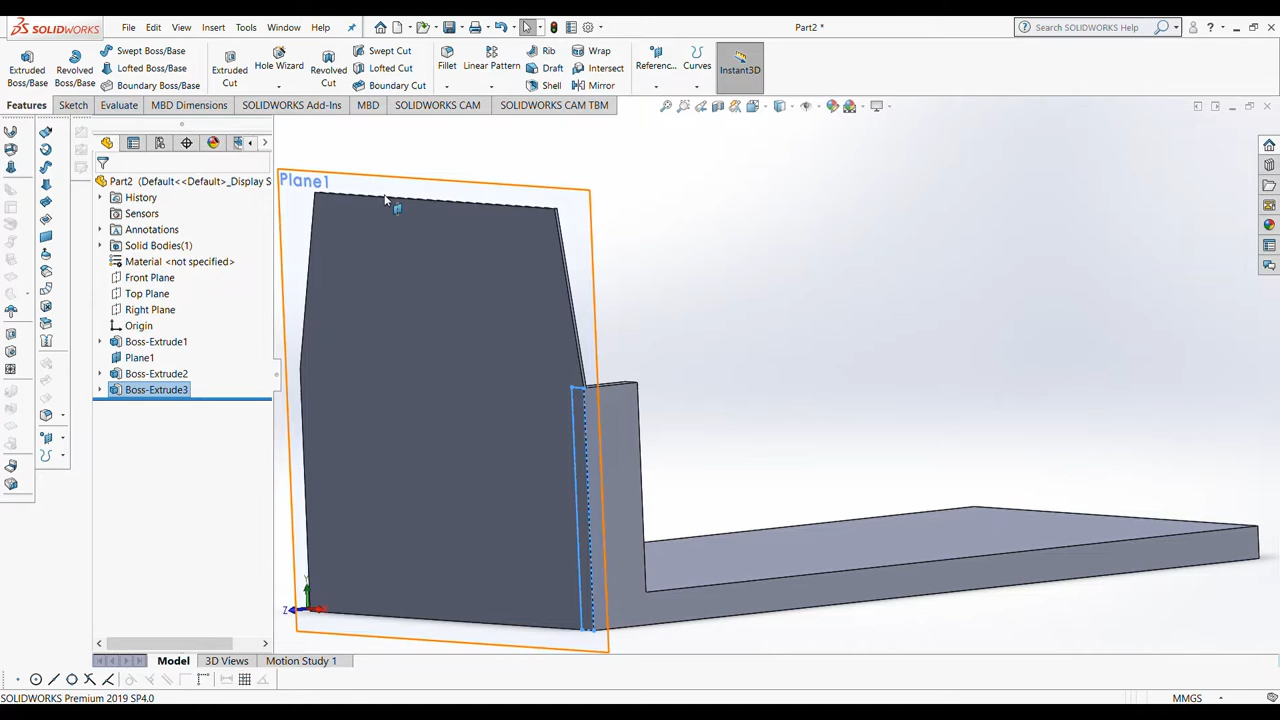 SOLIDWORKS File Edit View Insert Tools Window Help Part2 * Search SOLIDWORKS Help
Extruded Boss/Base Revolved Boss/Base Swept Boss/Base Lofted Boss/Base Boundary Boss/Base Extruded Cut Hole Wizard Revolved Cut Swept Cut Lofted Cut Boundary Cut Fillet Linear Pattern Rib Draft Shell Wrap Intersect Mirror Referenc... Curves Instant3D
Features Sketch Evaluate MBD Dimensions SOLIDWORKS Add-Ins MBD SOLIDWORKS CAM SOLIDWORKS CAM TBM
Part2 (Default<<Default>_Display S
History
Sensors
Annotations
Solid Bodies(1)
Material <not specified>
Front Plane
Top Plane
Right Plane
Origin
Boss-Extrude1
Plane1
Boss-Extrude2
Boss-Extrude3
Plane1
Y
Z
Model 3D Views Motion Study 1
SOLIDWORKS Premium 2019 SP4.0 MMGS